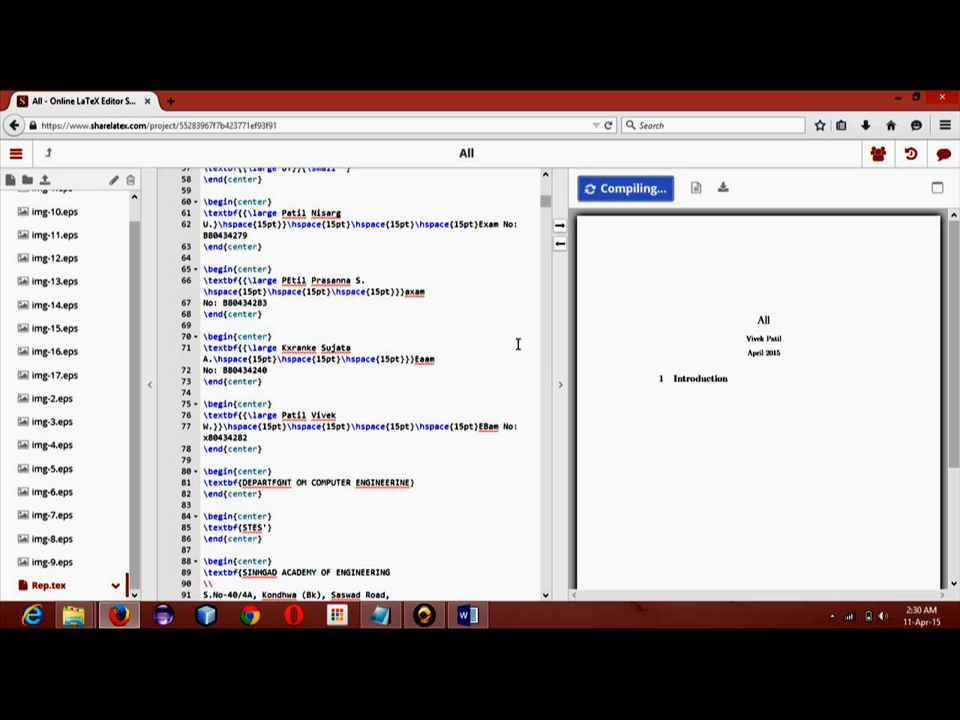 All - Online LaTeX Editor S...
https://www.sharelatex.com/project/55283967f7b423771ef93f91
Search
All
img-10.eps
img-11.eps
img-12.eps
img-13.eps
img-14.eps
img-15.eps
img-16.eps
img-17.eps
img-2.eps
img-3.eps
img-4.eps
img-5.eps
img-6.eps
img-7.eps
img-8.eps
img-9.eps
Rep.tex
58 \end{center}
59
60 \begin{center}
61 \textbf{{\large Patil Nisarg
62 U.}\hspace{15pt}}\hspace{15pt}\hspace{15pt}\hspace{15pt}Exam No:
B80434279
63 \end{center}
64
65 \begin{center}
66 \textbf{{\large PEtil Prasanna S.
\hspace{15pt}\hspace{15pt}\hspace{15pt}}}axam
67 No: B80434283
68 \end{center}
69
70 \begin{center}
71 \textbf{{\large Kxranke Sujata
A.\hspace{15pt}\hspace{15pt}\hspace{15pt}}}Eaam
72 No: B80434240
73 \end{center}
74
75 \begin{center}
76 \textbf{{\large Patil Vivek
77 W.}}\hspace{15pt}\hspace{15pt}\hspace{15pt}\hspace{15pt}EBam No:
x80434282
78 \end{center}
79
80 \begin{center}
81 \textbf{DEPARTFGNT OM COMPUTER ENGINEERINE}
82 \end{center}
83
84 \begin{center}
85 \textbf{STES'}
86 \end{center}
87
88 \begin{center}
89 \textbf{SINHGAD ACADEMY OF ENGINEERING
90 \\
91 S.No-40/4A, Kondhwa (Bk), Saswad Road,
Compiling...
All
Vivek Patil
April 2015
1 Introduction
2:30 AM
11-Apr-15